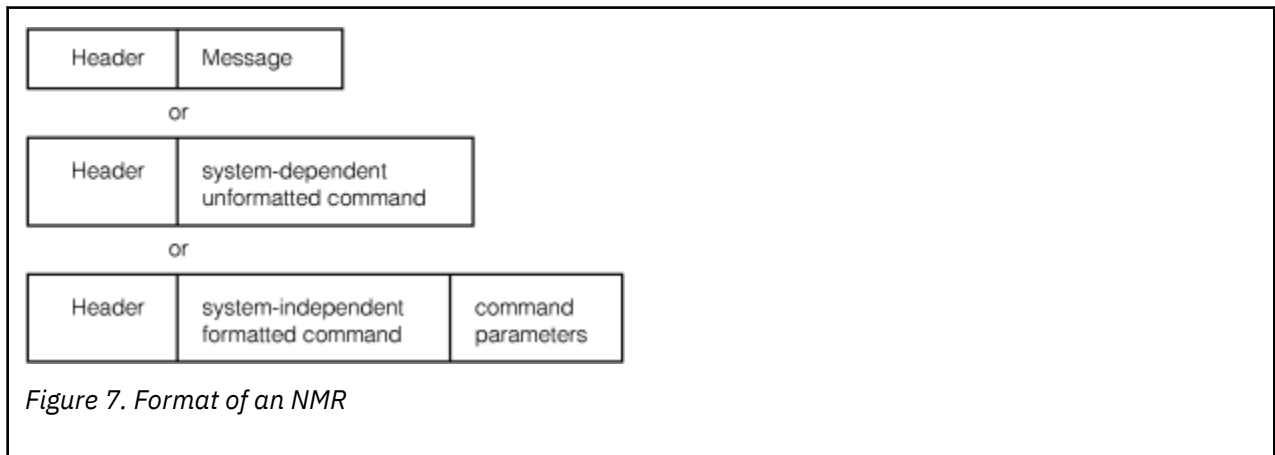 Header Message
or
Header system-dependent
unformatted command
or
Header system-independent command
formatted command parameters
Figure 7. Format of an NMR